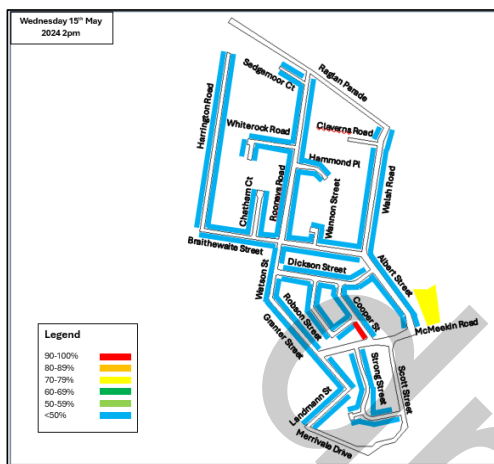 Wednesday 15th May
2024 2pm
Raglan Parade
Sedgemoor Ct
Harrington Road
Claverns Road
Whiterock Road
Hammond Pl
Walsh Road
Chetham Ct
Rooneys Road
Wannon Street
Braithewaite Street
Dickson Street
Albert Street
Watson St
Robson Street
Cooper St
McMeekin Road
Granter Street
Strong Street
Scott Street
Landmann St
Merrivale Drive
Legend
90-100%
80-89%
70-79%
60-69%
50-59%
<50%